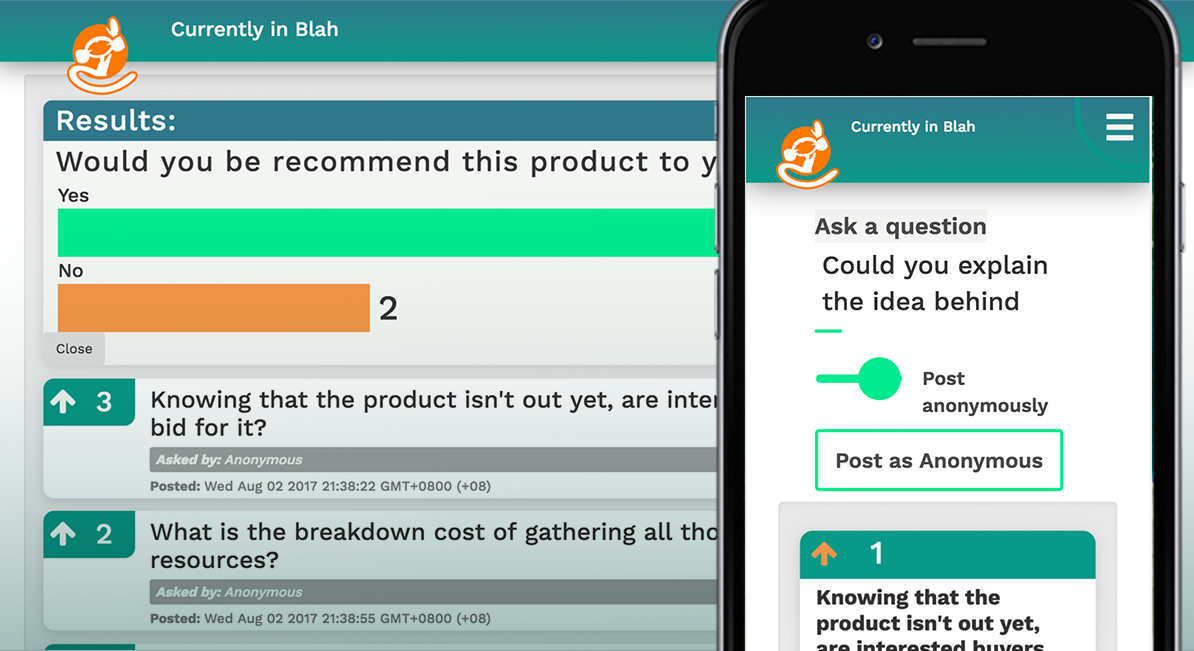 Currently in Blah
Results:
Would you be recommend this product to y
Yes
No
2
Close
3
Knowing that the product isn't out yet, are inter
bid for it?
Asked by: Anonymous
Posted: Wed Aug 02 2017 21:38:22 GMT+0800 (+08)
2
What is the breakdown cost of gathering all tho
resources?
Asked by: Anonymous
Posted: Wed Aug 02 2017 21:38:55 GMT+0800 (+08)
Currently in Blah
Ask a question
Could you explain
the idea behind
Post
anonymously
Post as Anonymous
1
Knowing that the
product isn't out yet,
are interested buyers